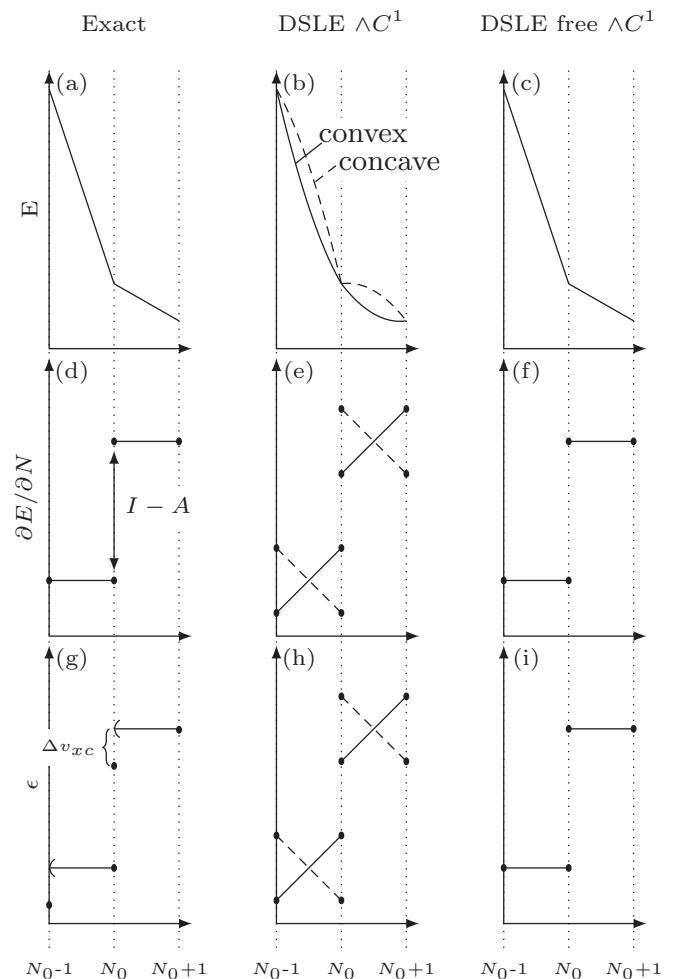 Exact DSLE ∧C¹ DSLE free ∧C¹
(a) (b) (c)
convex
concave
E
(d) (e) (f)
I − A
∂E/∂N
(g) (h) (i)
Δv_xc
ϵ
N₀-1 N₀ N₀+1 N₀-1 N₀ N₀+1 N₀-1 N₀ N₀+1